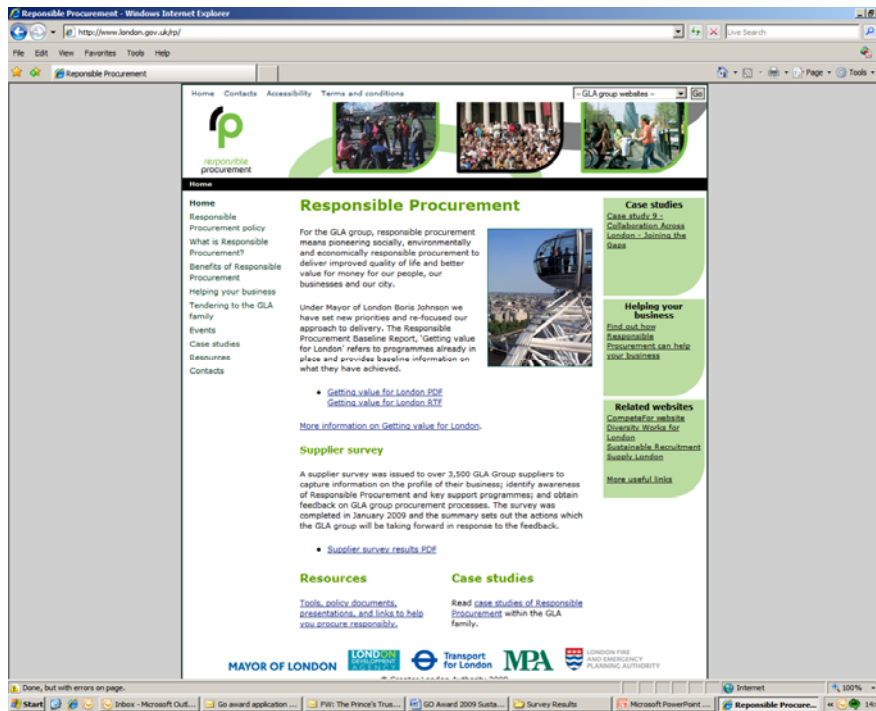 Reponsible Procurement - Windows Internet Explorer
http://www.london.gov.uk/rp/
Live Search
File Edit View Favorites Tools Help
Reponsible Procurement
Page Tools
Home Contacts Accessibility Terms and conditions
-- GLA group websites -- Go
rp
responsible
procurement
Home
Home
Responsible
Procurement policy
What is Responsible
Procurement?
Benefits of Responsible
Procurement
Helping your business
Tendering to the GLA
family
Events
Case studies
Resources
Contacts
Responsible Procurement
For the GLA group, responsible procurement
means pioneering socially, environmentally
and economically responsible procurement to
deliver improved quality of life and better
value for money for our people, our
businesses and our city.
Under Mayor of London Boris Johnson we
have set new priorities and re-focused our
approach to delivery. The Responsible
Procurement Baseline Report, 'Getting value
for London' refers to programmes already in
place and provides baseline information on
what they have achieved.
• Getting value for London PDF
Getting value for London RTF
More information on Getting value for London.
Supplier survey
A supplier survey was issued to over 3,500 GLA Group suppliers to
capture information on the profile of their business; identify awareness
of Responsible Procurement and key support programmes; and obtain
feedback on GLA group procurement processes. The survey was
completed in January 2009 and the summary sets out the actions which
the GLA group will be taking forward in response to the feedback.
• Supplier survey results PDF
Resources
Tools, policy documents,
presentations, and links to help
you procure responsibly.
Case studies
Read case studies of Responsible
Procurement within the GLA
family.
Case studies
Case study 9 -
Collaboration Across
London - Joining the
Gaps
Helping your
business
Find out how
Responsible
Procurement can help
your business
Related websites
CompeteFor website
Diversity Works for
London
Sustainable Recruitment
Supply London
More useful links
MAYOR OF LONDON
LONDON
DEVELOPMENT
AGENCY
Transport
for London
MPA
LONDON FIRE
AND EMERGENCY
PLANNING AUTHORITY
© Greater London Authority 2009
Done, but with errors on page.
Internet
100%
Start
Inbox - Microsoft Outl...
Go award application ...
FW: The Prince's Trus...
GO Award 2009 Susta...
Survey Results
Microsoft PowerPoint ...
Reponsible Procure...